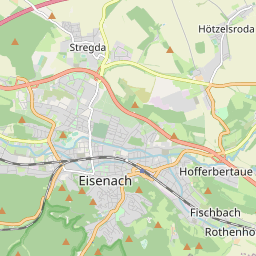 Hötzelsroda
Stregda
Eisenach
Hofferbertaue
Fischbach
Rothenho